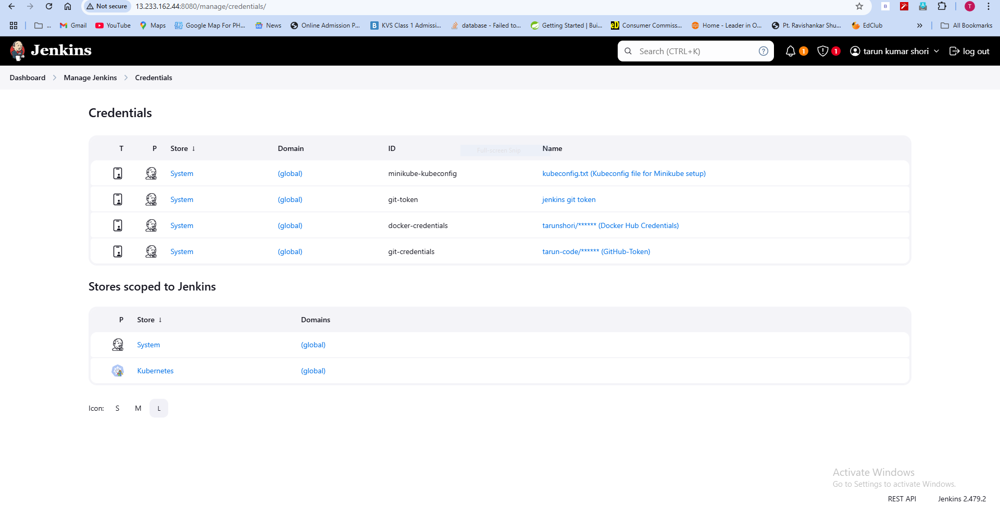 Not secure 13.233.162.44:8080/manage/credentials/ B T
... Gmail YouTube Maps Google Map For PH... News Online Admission P... B KVS Class 1 Admissi... database - Failed to... Getting Started | Bui... Consumer Commiss... Home - Leader in O... Pt. Ravishankar Shu... EdClub » All Bookmarks
Jenkins Search (CTRL+K) ? 1 1 tarun kumar shori log out
Dashboard Manage Jenkins Credentials
Credentials
T P Store ↓ Domain ID Full-screen Snip Name
System (global) minikube-kubeconfig kubeconfig.txt (Kubeconfig file for Minikube setup)
System (global) git-token jenkins git token
System (global) docker-credentials tarunshori/****** (Docker Hub Credentials)
System (global) git-credentials tarun-code/****** (GitHub-Token)
Stores scoped to Jenkins
P Store ↓ Domains
System (global)
Kubernetes (global)
Icon: S M L
Activate Windows
Go to Settings to activate Windows.
REST API Jenkins 2.479.2